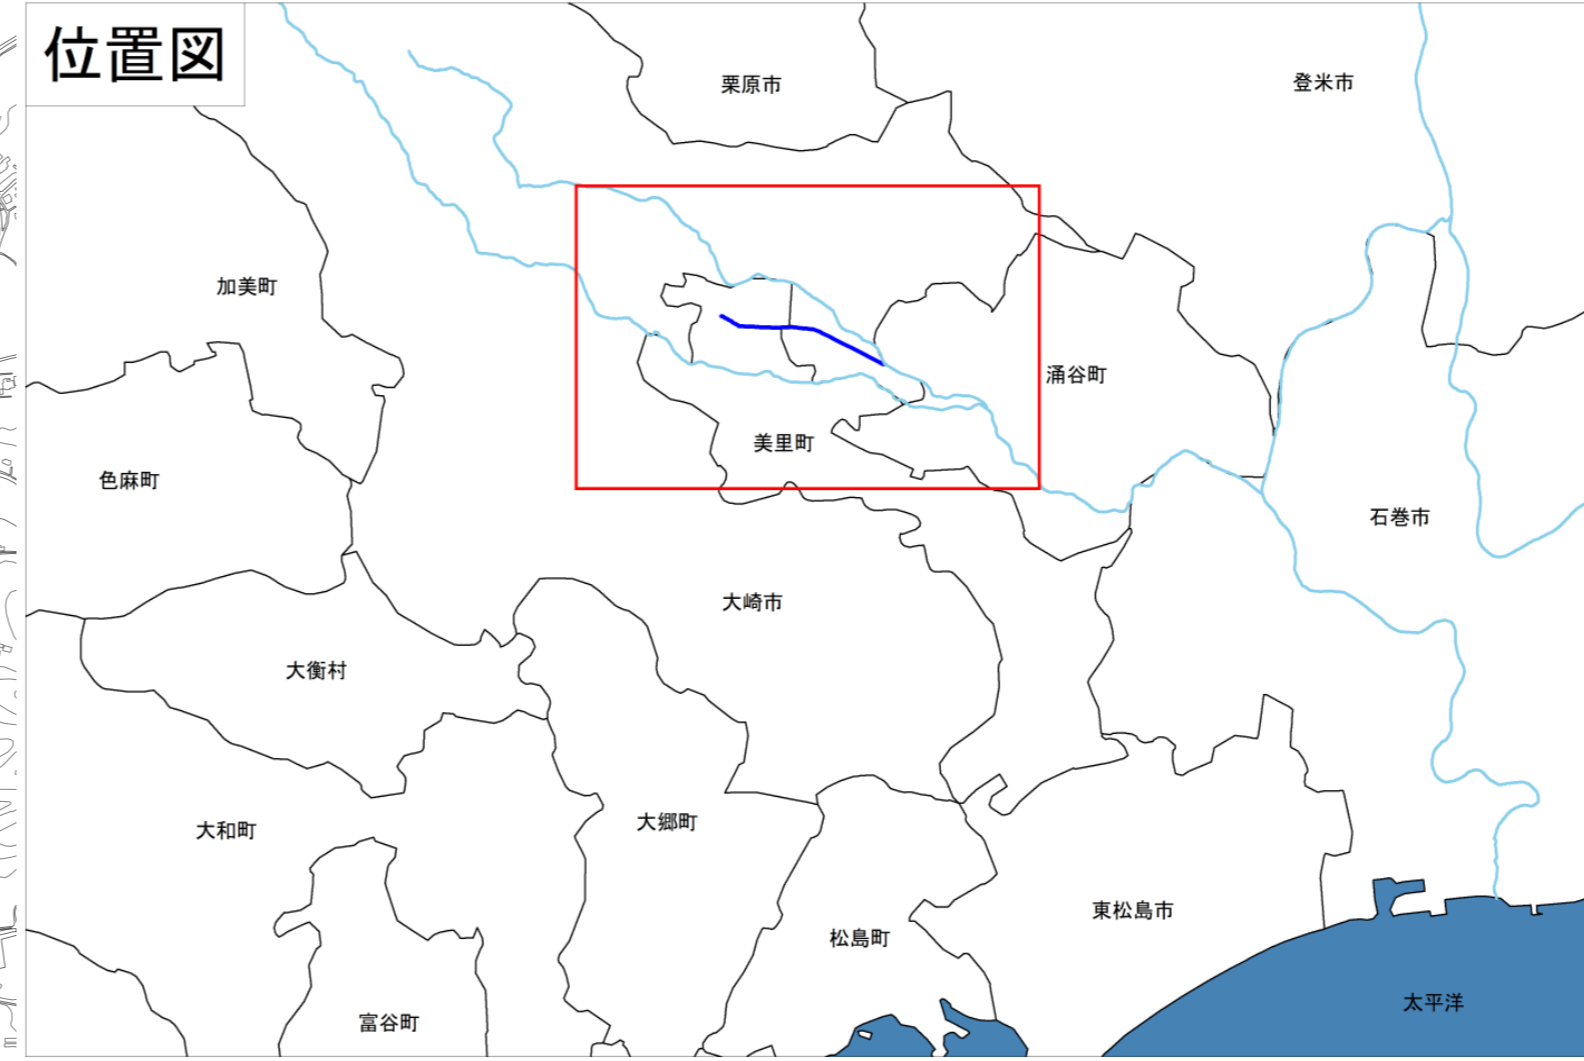 位置図
栗原市
登米市
加美町
涌谷町
美里町
色麻町
石巻市
大崎市
大衡村
大郷町
大和町
東松島市
松島町
太平洋
富谷町